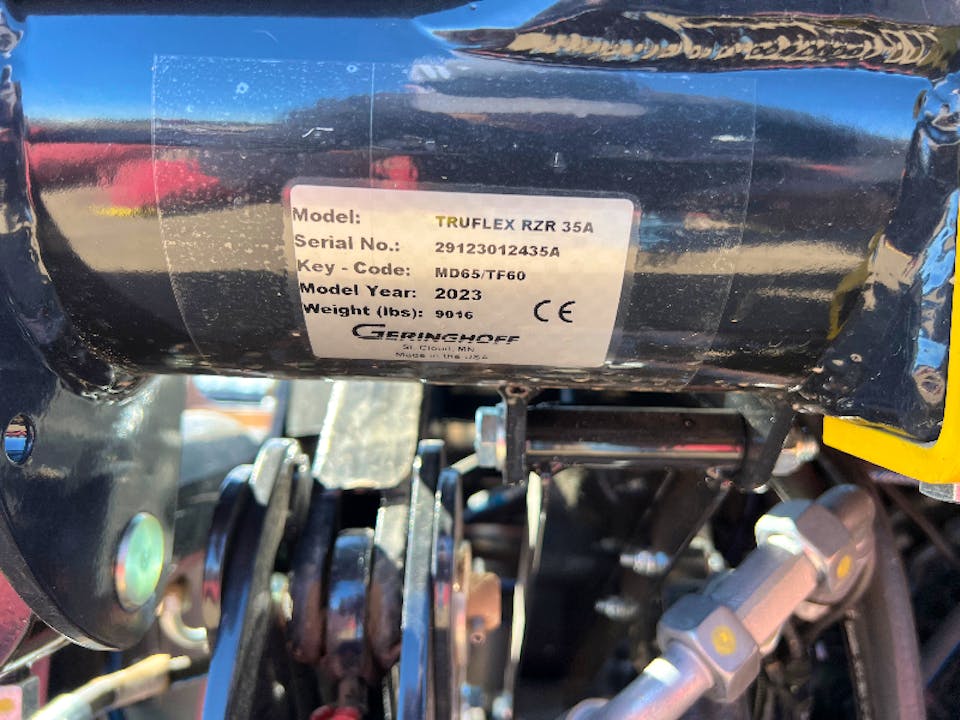 Model: TRUFLEX RZR 35A
Serial No.: 29123012435A
Key - Code: MD65/TF60
Model Year: 2023
Weight (lbs): 9016
CE
GERINGHOFF
St. Cloud, MN
Made in the USA